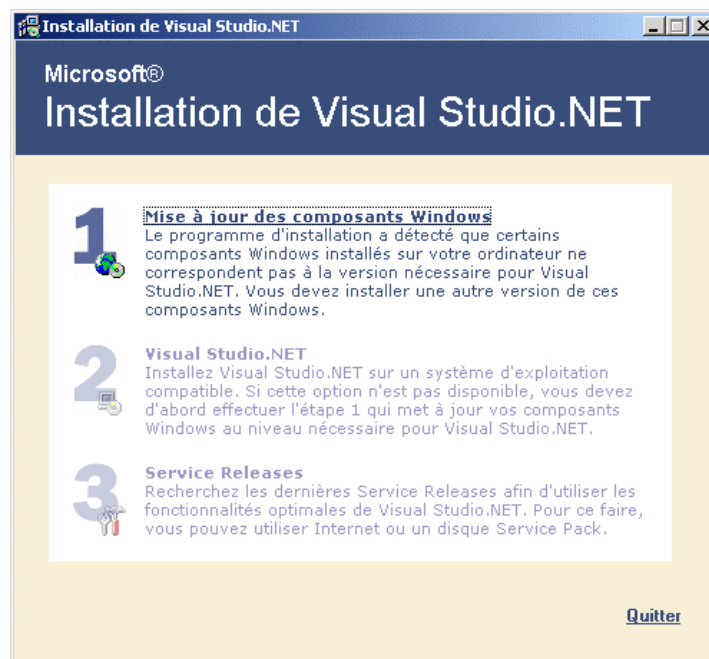 Installation de Visual Studio.NET
Microsoft®
Installation de Visual Studio.NET
1
Mise à jour des composants Windows
Le programme d'installation a détecté que certains
composants Windows installés sur votre ordinateur ne
correspondent pas à la version nécessaire pour Visual
Studio.NET. Vous devez installer une autre version de ces
composants Windows.
2
Visual Studio.NET
Installez Visual Studio.NET sur un système d'exploitation
compatible. Si cette option n'est pas disponible, vous devez
d'abord effectuer l'étape 1 qui met à jour vos composants
Windows au niveau nécessaire pour Visual Studio.NET.
3
Service Releases
Recherchez les dernières Service Releases afin d'utiliser les
fonctionnalités optimales de Visual Studio.NET. Pour ce faire,
vous pouvez utiliser Internet ou un disque Service Pack.
Quitter